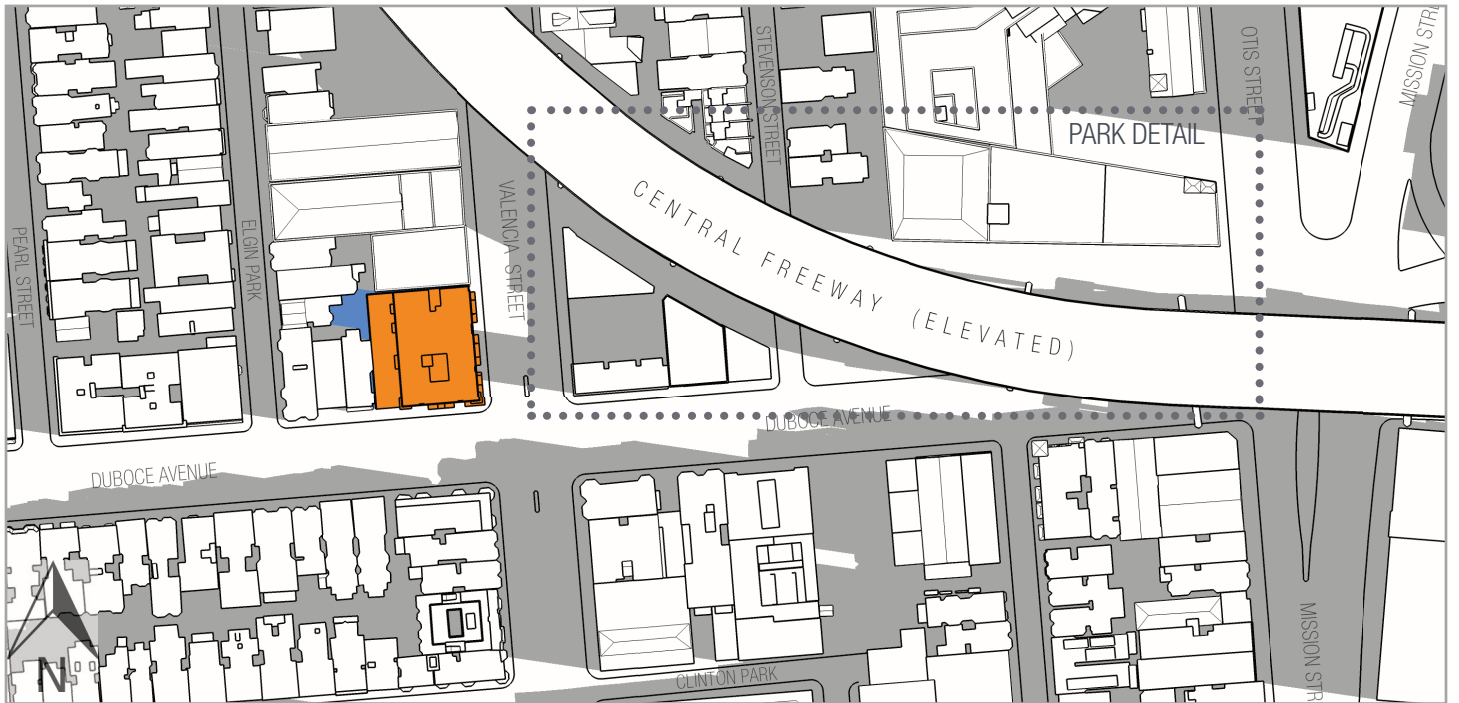 STEVENSON STREET
OTIS STREET
MISSION STRE
PARK DETAIL
CENTRAL FREEWAY (ELEVATED)
VALENCIA STREET
ELGIN PARK
PEARL STREET
DUBOCE AVENUE
DUBOCE AVENUE
MISSION STR
CLINTON PARK
N